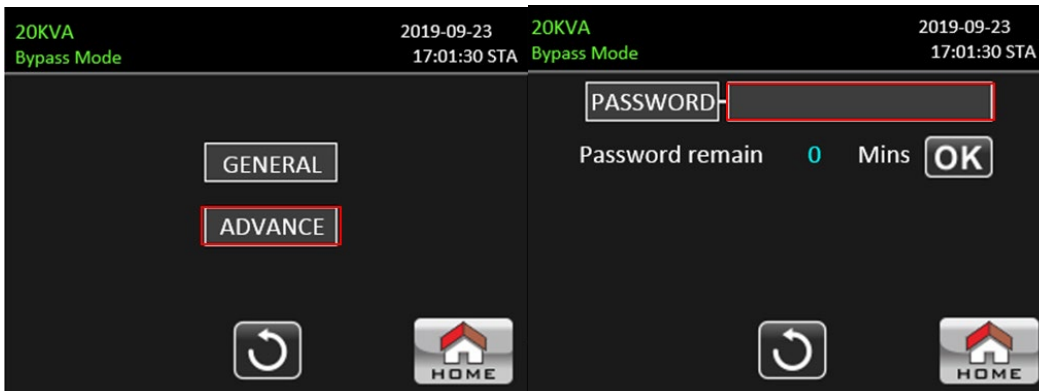 20KVA 2019-09-23
Bypass Mode 17:01:30 STA
GENERAL
ADVANCE
HOME
20KVA 2019-09-23
Bypass Mode 17:01:30 STA
PASSWORD
Password remain 0 Mins OK
HOME